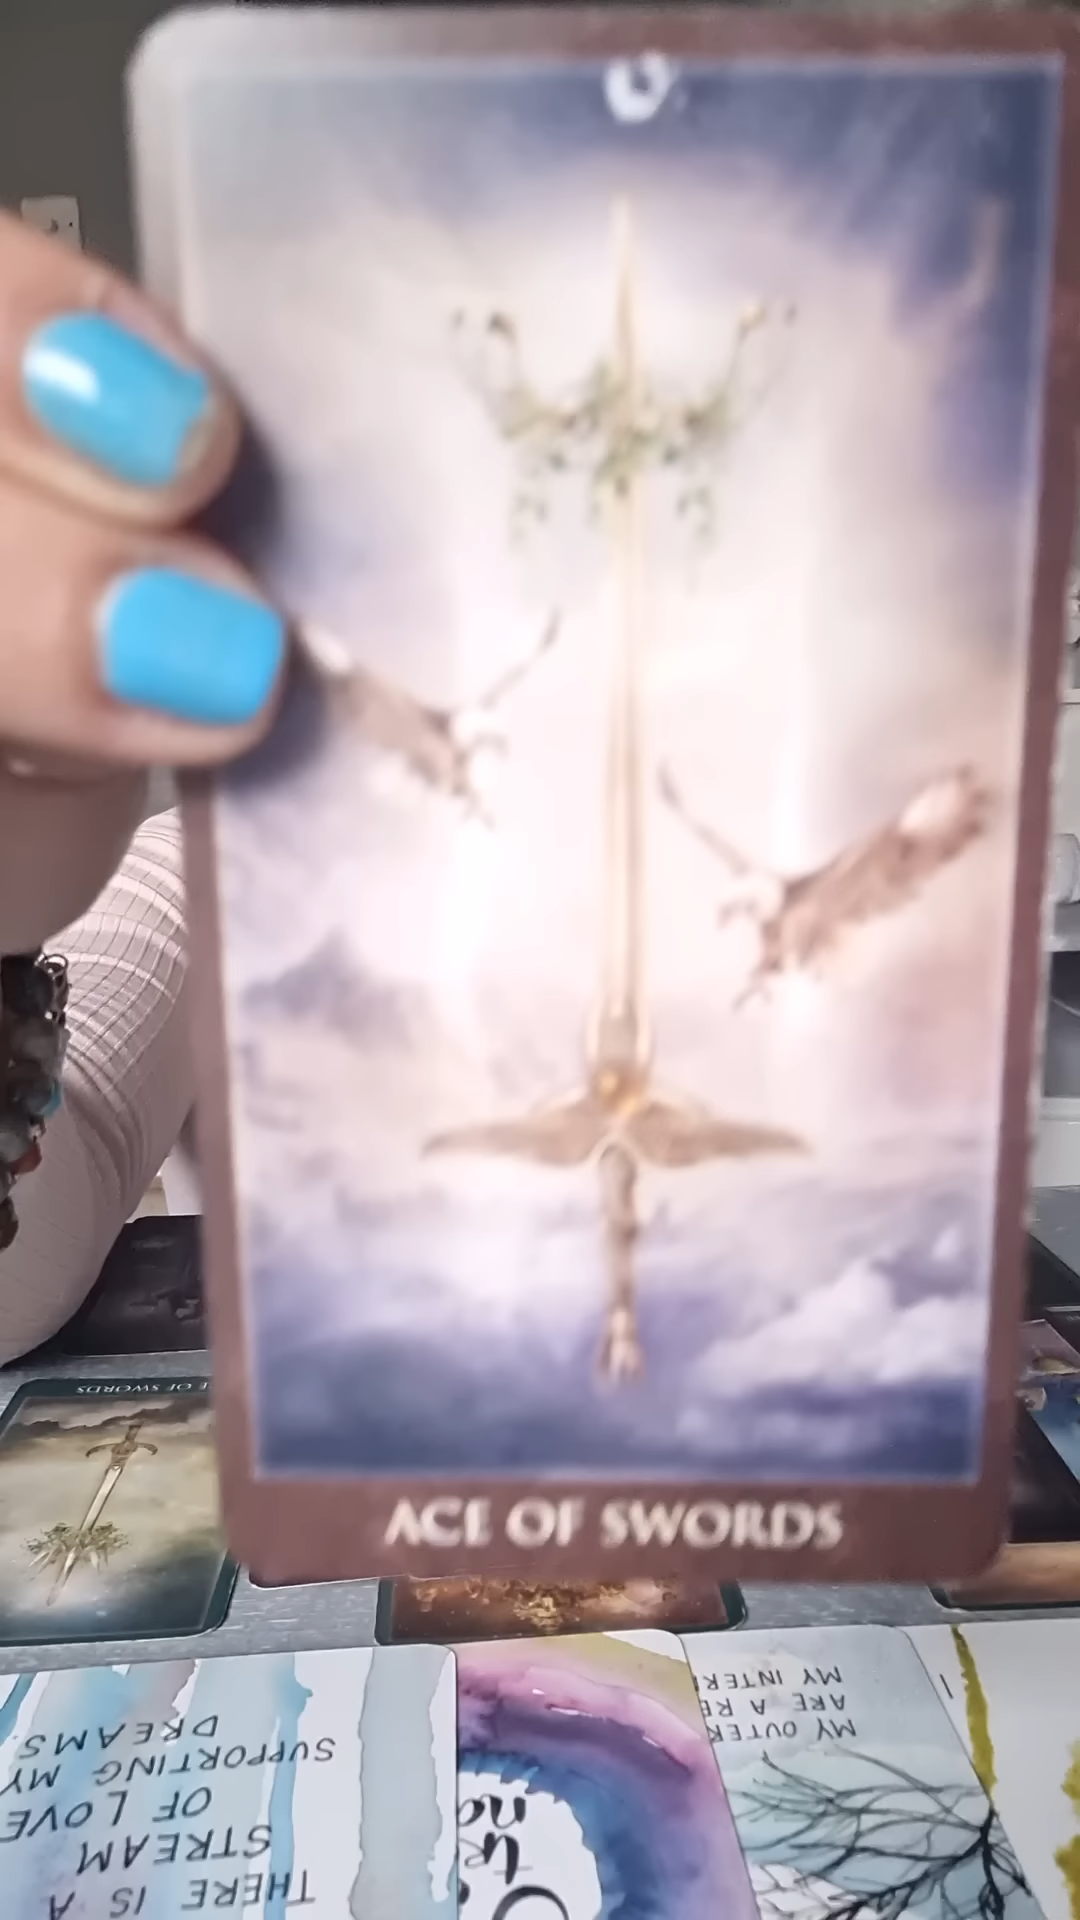 ACE OF SWORDS
E OF SWORDS
THERE IS A
STREAM
OF LOVE
SUPPORTING MY
DREAMS.
MY OUTER
ARE A RE
MY INTER